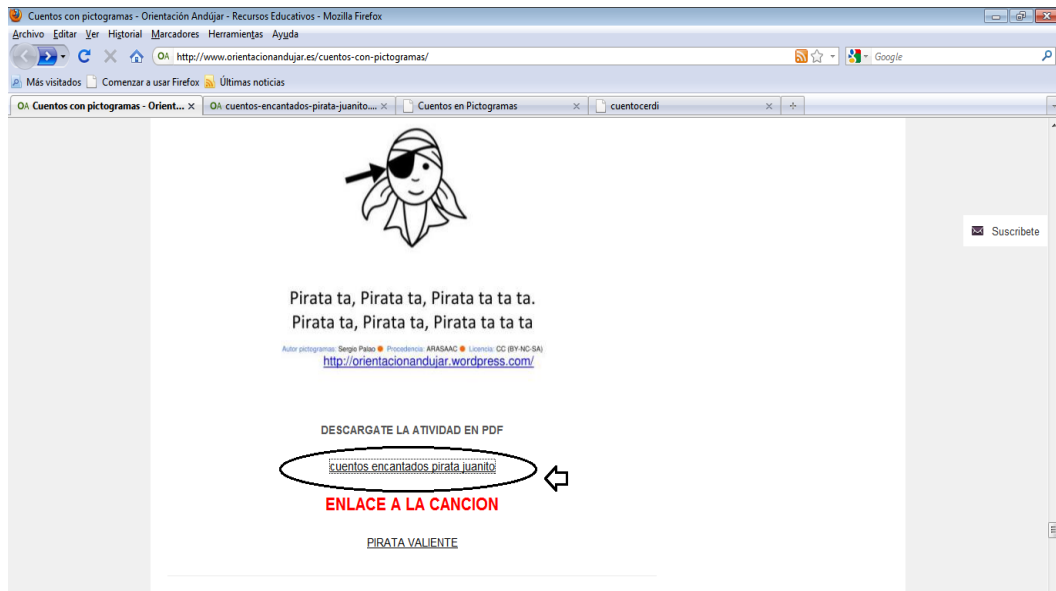 Cuentos con pictogramas - Orientación Andújar - Recursos Educativos - Mozilla Firefox
Archivo Editar Ver Historial Marcadores Herramientas Ayuda
OA http://www.orientacionandujar.es/cuentos-con-pictogramas/ Google
Más visitados Comenzar a usar Firefox Últimas noticias
OA Cuentos con pictogramas - Orient... OA cuentos-encantados-pirata-juanito.... Cuentos en Pictogramas cuentocerdi
Suscribete
Pirata ta, Pirata ta, Pirata ta ta ta.
Pirata ta, Pirata ta, Pirata ta ta ta
Autor pictogramas: Sergio Palao Procedencia: ARASAAC Licencia: CC (BY-NC-SA)
http://orientacionandujar.wordpress.com/
DESCARGATE LA ATIVIDAD EN PDF
cuentos encantados pirata juanito
ENLACE A LA CANCION
PIRATA VALIENTE